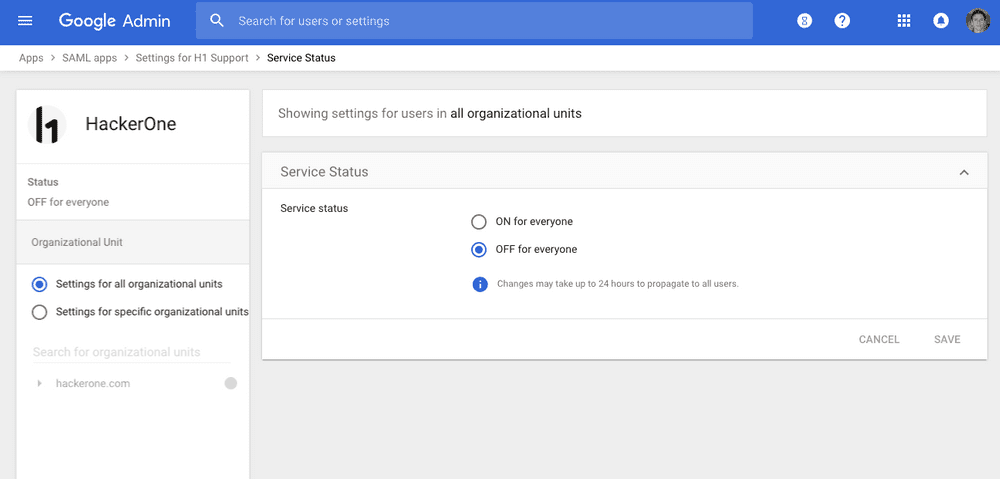 Google Admin
Search for users or settings
Apps > SAML apps > Settings for H1 Support > Service Status
HackerOne
Status
OFF for everyone
Organizational Unit
Settings for all organizational units
Settings for specific organizational units
Search for organizational units
hackerone.com
Showing settings for users in all organizational units
Service Status
Service status
ON for everyone
OFF for everyone
Changes may take up to 24 hours to propagate to all users.
CANCEL SAVE